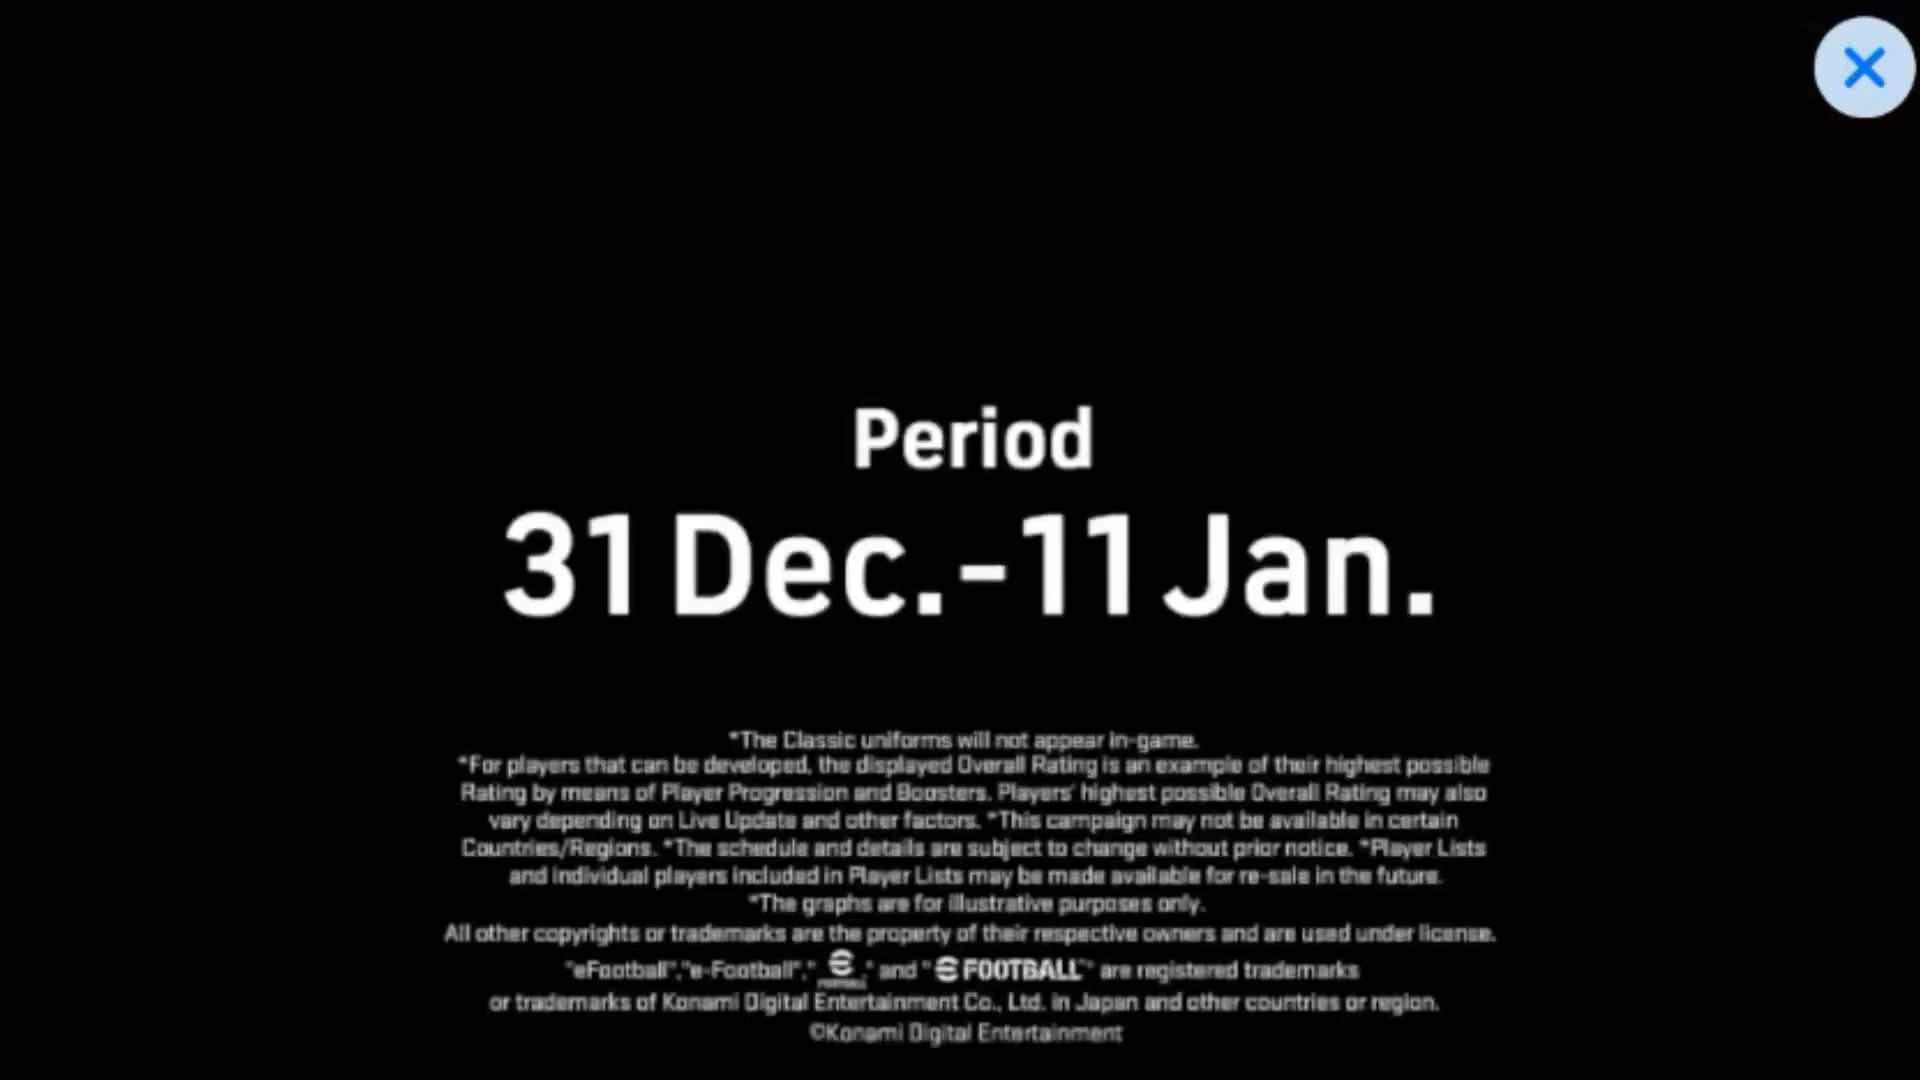 Period
31 Dec.-11 Jan.
*The Classic uniforms will not appear in-game.
*For players that can be developed, the displayed Overall Rating is an example of their highest possible
Rating by means of Player Progression and Boosters. Players' highest possible Overall Rating may also
vary depending on Live Update and other factors. *This campaign may not be available in certain
Countries/Regions. *The schedule and details are subject to change without prior notice. *Player Lists
and individual players included in Player Lists may be made available for re-sale in the future.
*The graphs are for illustrative purposes only.
All other copyrights or trademarks are the property of their respective owners and are used under license.
"eFootball","e-Football"," " and "eFOOTBALL™" are registered trademarks
or trademarks of Konami Digital Entertainment Co., Ltd. in Japan and other countries or region.
©Konami Digital Entertainment